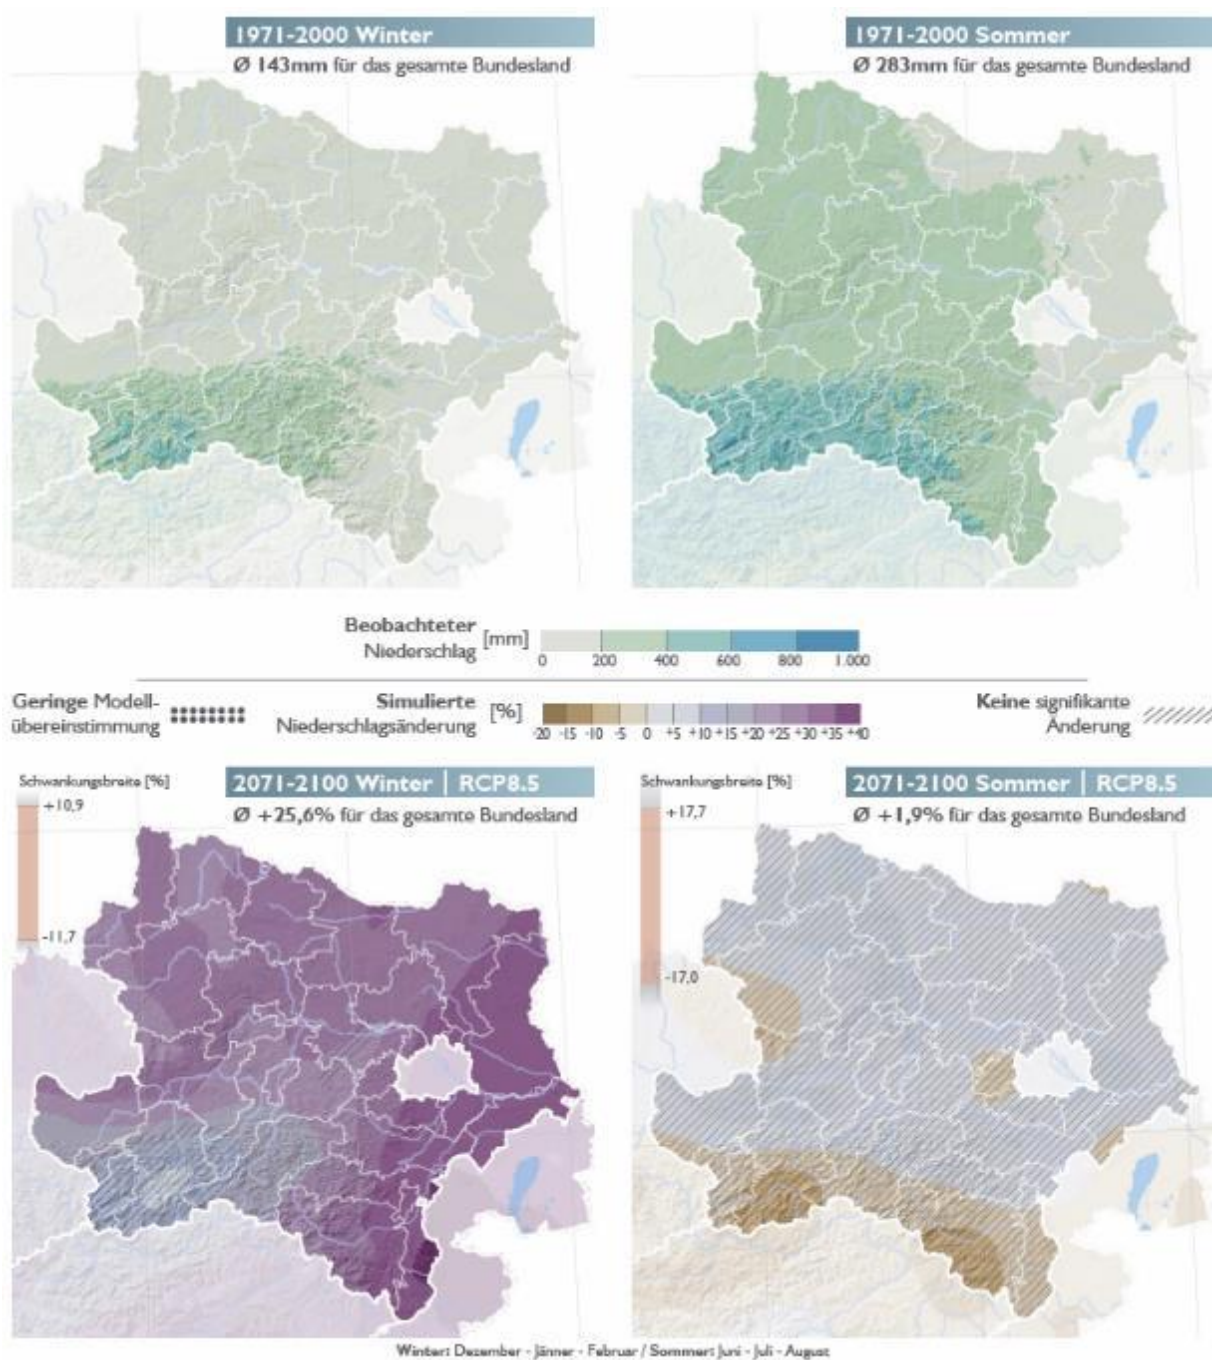 1971-2000 Winter
Ø 143mm für das gesamte Bundesland
1971-2000 Sommer
Ø 283mm für das gesamte Bundesland
Beobachteter
Niederschlag
[mm]
0 200 400 600 800 1.000
Geringe Modell-
übereinstimmung
Simulierte
Niederschlagsänderung
[%]
-20 -15 -10 -5 0 +5 +10 +15 +20 +25 +30 +35 +40
Keine signifikante
Änderung
Schwankungsbreite [%]
+10,9
-11,7
2071-2100 Winter | RCP8.5
Ø +25,6% für das gesamte Bundesland
Schwankungsbreite [%]
+17,7
-17,0
2071-2100 Sommer | RCP8.5
Ø +1,9% für das gesamte Bundesland
Winter: Dezember - Jänner - Februar / Sommer: Juni - Juli - August